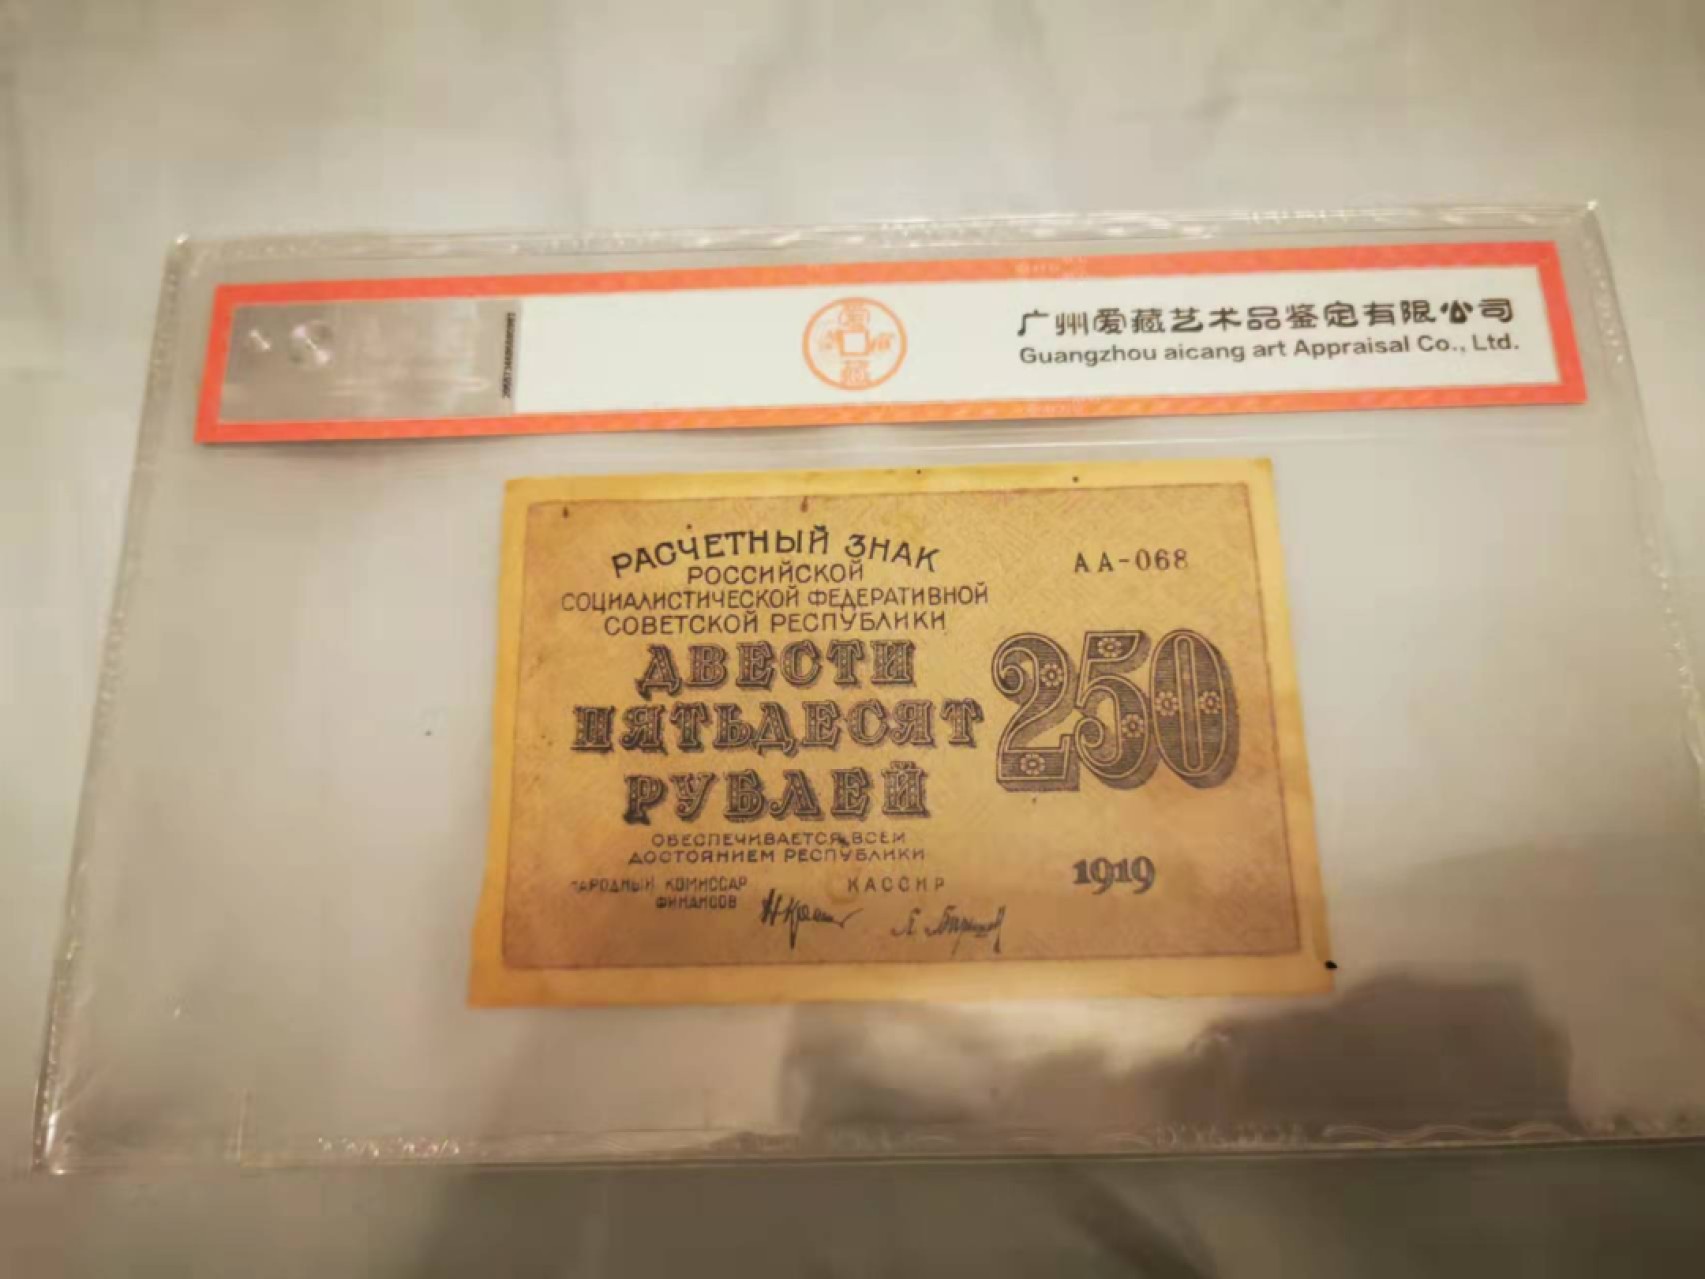 广州爱藏艺术品鉴定有限公司
Guangzhou aicang art Appraisal Co., Ltd.
爱
藏
РАСЧЕТНЫЙ ЗНАК
РОССИЙСКОЙ
СОЦИАЛИСТИЧЕСКОЙ ФЕДЕРАТИВНОЙ
СОВЕТСКОЙ РЕСПУБЛИКИ
АА-068
ДВЕСТИ
ПЯТЬДЕСЯТ
РУБЛЕЙ
250
ОБЕСПЕЧИВАЕТСЯ ВСЕМ
ДОСТОЯНИЕМ РЕСПУБЛИКИ
НАРОДНЫЙ КОМИССАР
ФИНАНСОВ
КАССИР
1919